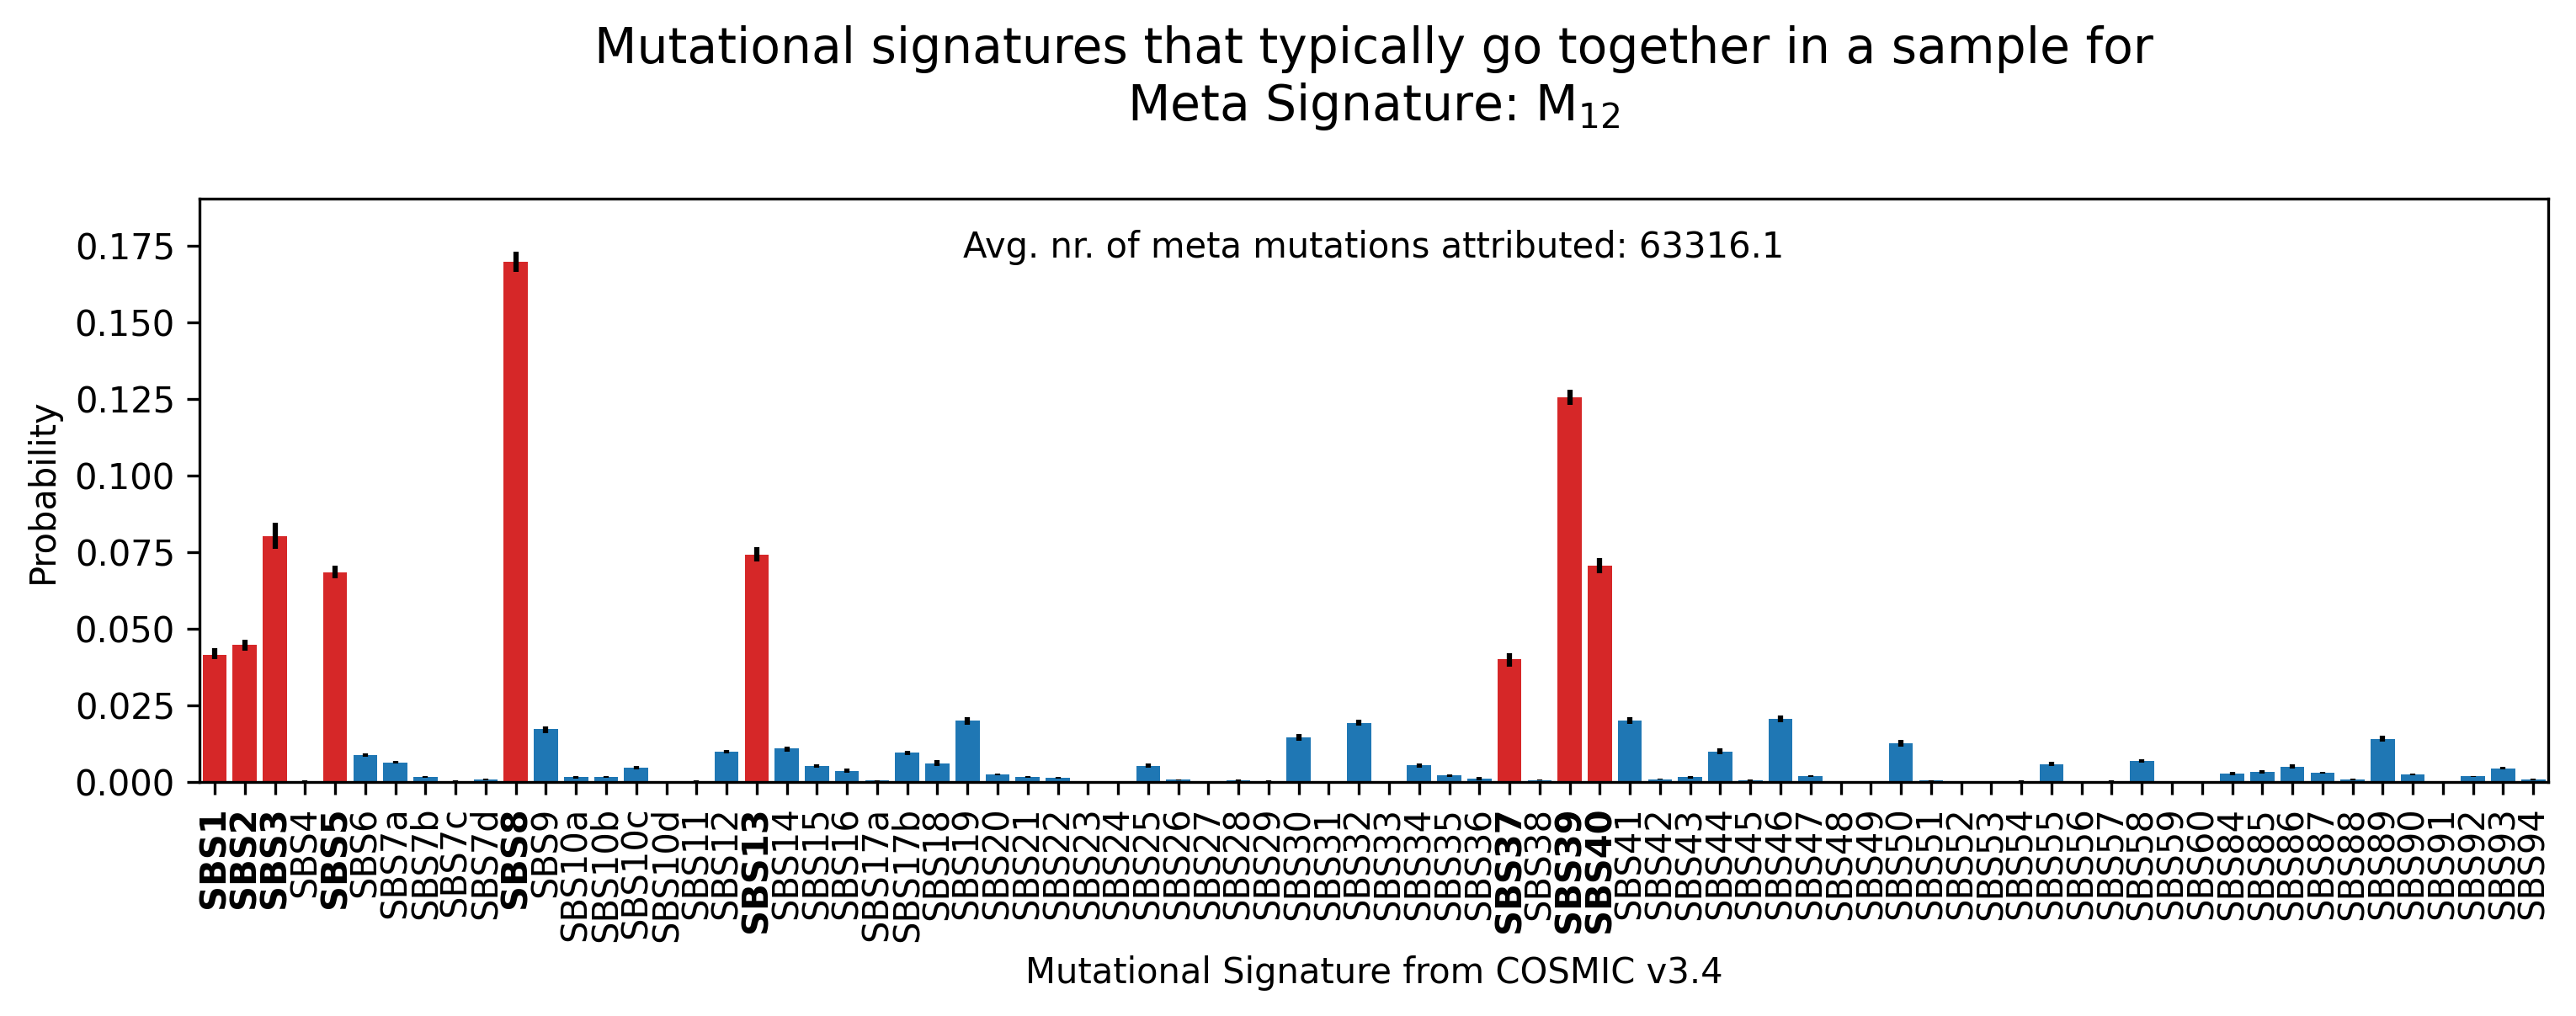 Mutational signatures that typically go together in a sample for
Meta Signature: M₁₂
Avg. nr. of meta mutations attributed: 63316.1
Probability
0.175
0.150
0.125
0.100
0.075
0.050
0.025
0.000
SBS1
SBS2
SBS3
SBS4
SBS5
SBS6
SBS7a
SBS7b
SBS7c
SBS7d
SBS8
SBS9
SBS10a
SBS10b
SBS10c
SBS10d
SBS11
SBS12
SBS13
SBS14
SBS15
SBS16
SBS17a
SBS17b
SBS18
SBS19
SBS20
SBS21
SBS22
SBS23
SBS24
SBS25
SBS26
SBS27
SBS28
SBS29
SBS30
SBS31
SBS32
SBS33
SBS34
SBS35
SBS36
SBS37
SBS38
SBS39
SBS40
SBS41
SBS42
SBS43
SBS44
SBS45
SBS46
SBS47
SBS48
SBS49
SBS50
SBS51
SBS52
SBS53
SBS54
SBS55
SBS56
SBS57
SBS58
SBS59
SBS60
SBS84
SBS85
SBS86
SBS87
SBS88
SBS89
SBS90
SBS91
SBS92
SBS93
SBS94
Mutational Signature from COSMIC v3.4